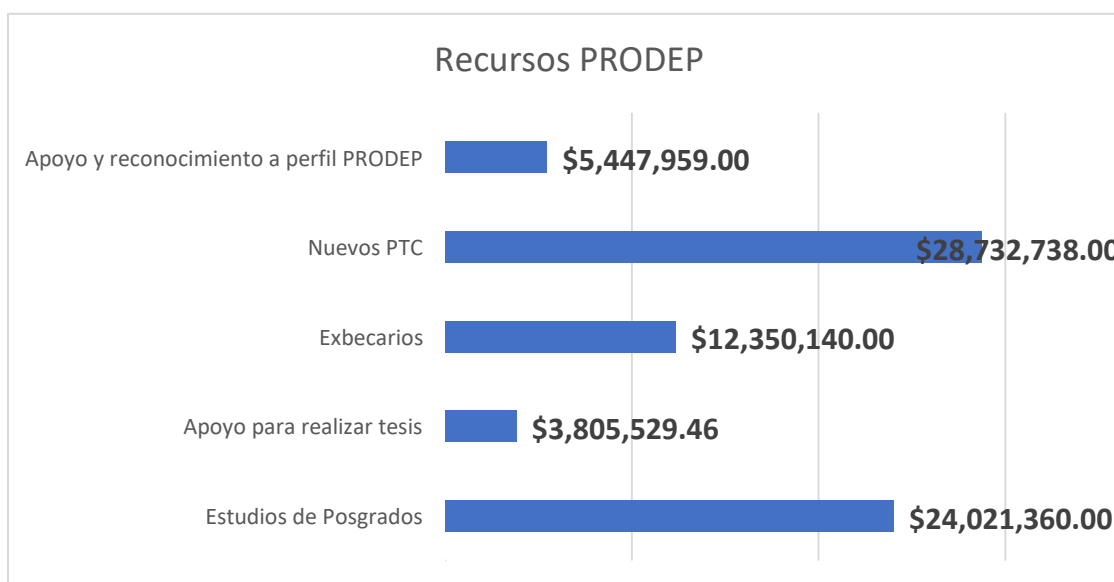 Recursos PRODEP
Apoyo y reconocimiento a perfil PRODEP
$5,447,959.00
Nuevos PTC
$28,732,738.00
Exbecarios
$12,350,140.00
Apoyo para realizar tesis
$3,805,529.46
Estudios de Posgrados
$24,021,360.00